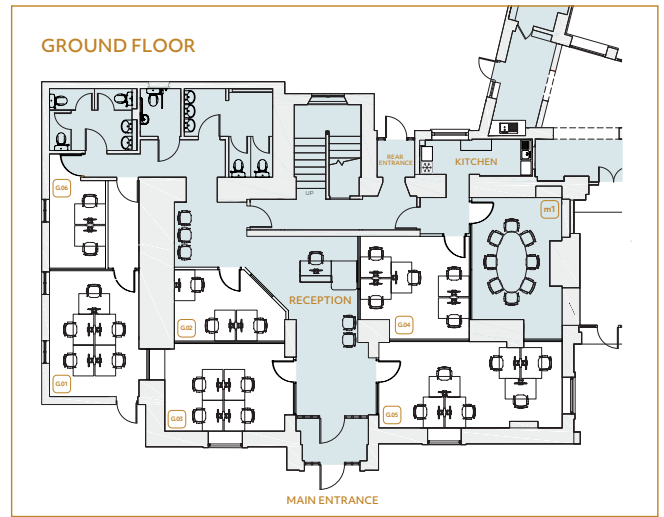 GROUND FLOOR
REAR
ENTRANCE
KITCHEN
G.06
UP
m1
RECEPTION
G.02
G.04
G.01
G.03
G.05
MAIN ENTRANCE